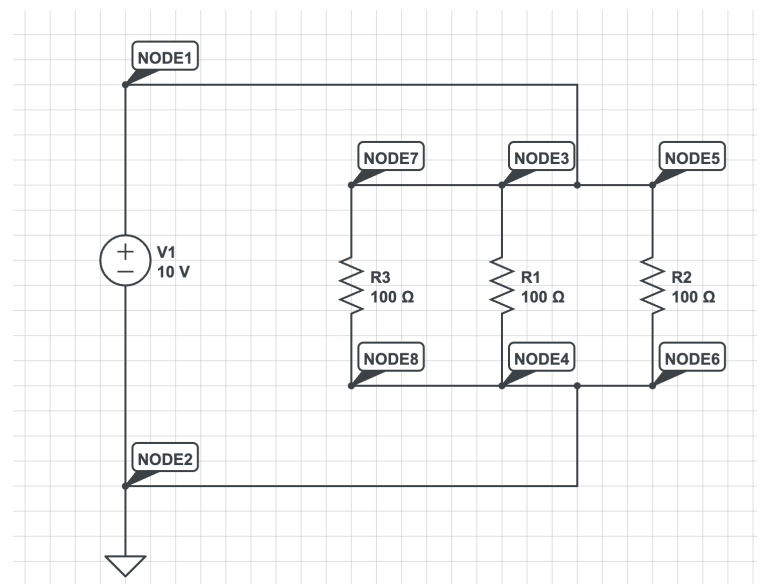 NODE1
NODE7
NODE3
NODE5
+
−
V1
10 V
R3
100 Ω
R1
100 Ω
R2
100 Ω
NODE8
NODE4
NODE6
NODE2